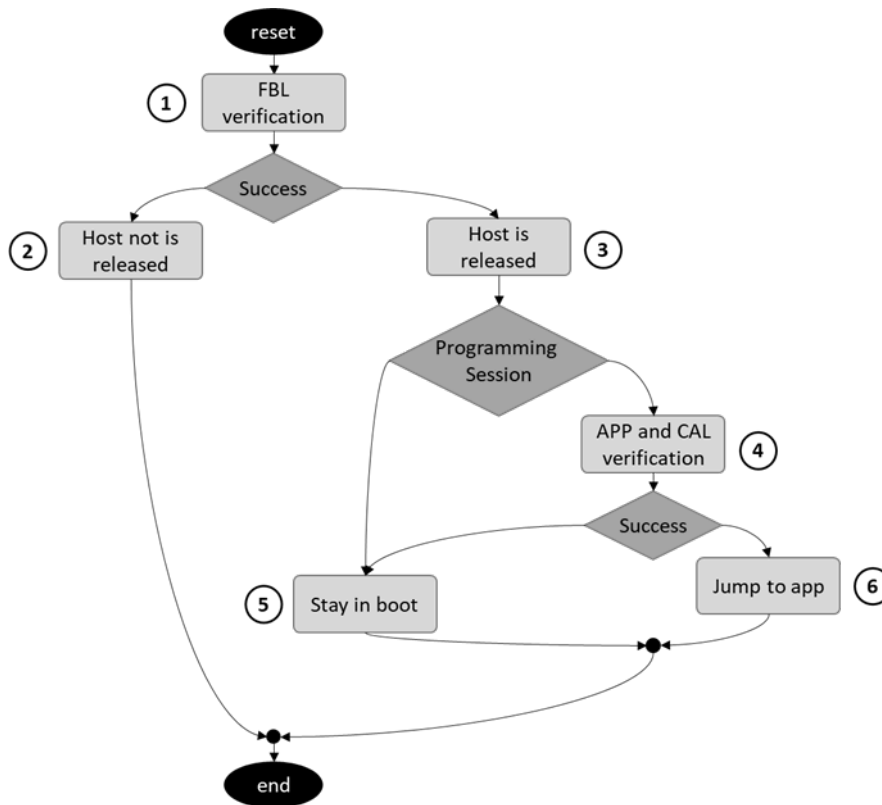 reset
1
FBL
verification
Success
2
Host not is
released
Host is
released
3
Programming
Session
APP and CAL
verification
4
Success
5
Stay in boot
Jump to app
6
end